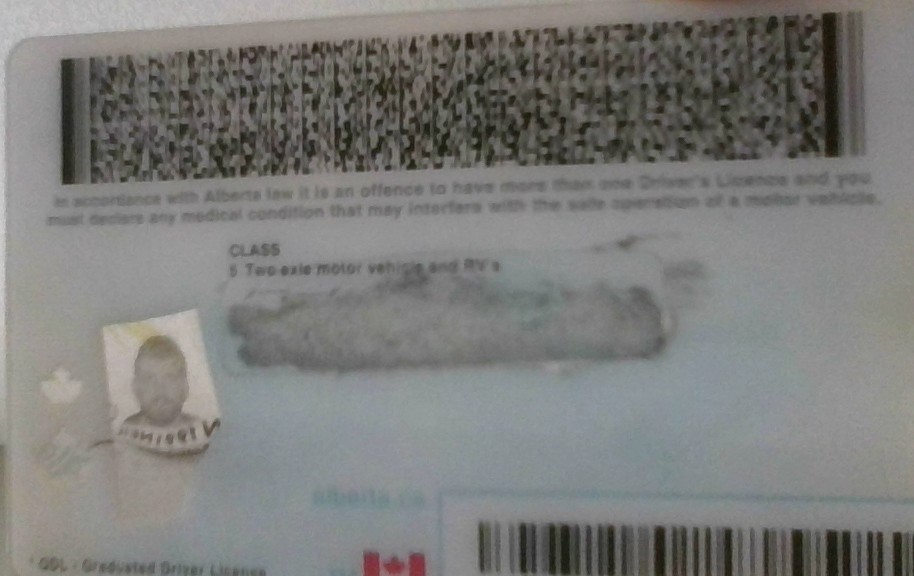 In accordance with Alberta law it is an offence to have more than one Driver's Licence and you
must declare any medical condition that may interfere with the safe operation of a motor vehicle.
CLASS
5 Two axle motor vehicle and RV's
alberta.ca
* GDL - Graduated Driver Licence